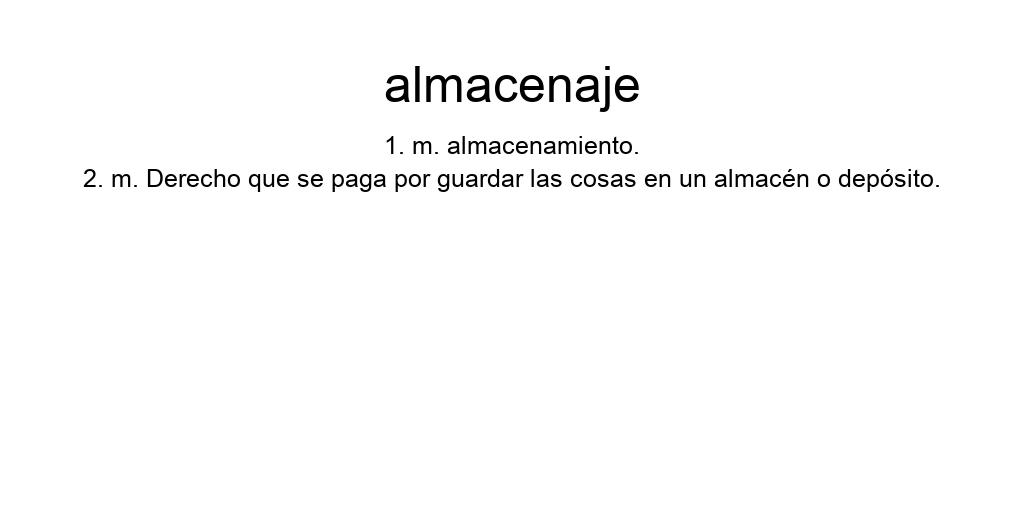 almacenaje
1. m. almacenamiento.
2. m. Derecho que se paga por guardar las cosas en un almacén o depósito.